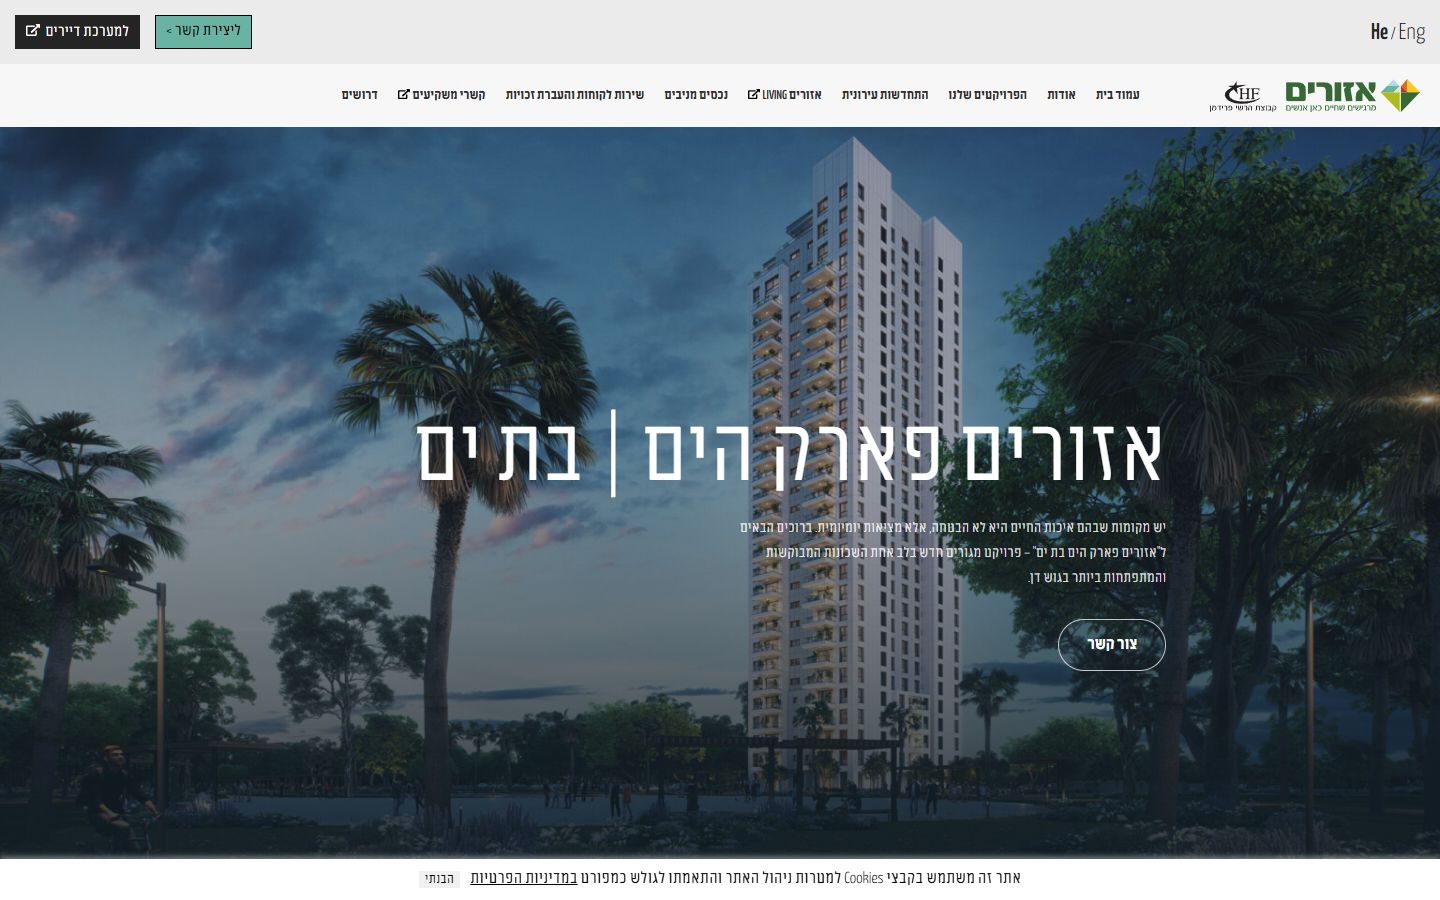 He / Eng
ליצירת קשר >
למערכת דיירים
אזורים
מרגישים שחיים כאן אנשים
HF
קבוצת הרשי פרידמן
עמוד בית
אודות
הפרויקטים שלנו
התחדשות עירונית
אזורים LIVING
נכסים מניבים
שירות לקוחות והעברת זכויות
קשרי משקיעים
דרושים
אזורים פארק הים | בת ים
יש מקומות שבהם איכות החיים היא לא הבטחה, אלא מציאות יומיומית. ברוכים הבאים
ל"אזורים פארק הים בת ים" – פרויקט מגורים חדש בלב אחת השכונות המבוקשות
והמתפתחות ביותר בגוש דן.
צור קשר
אתר זה משתמש בקבצי Cookies למטרות ניהול האתר והתאמתו לגולש כמפורט במדיניות הפרטיות
הבנתי